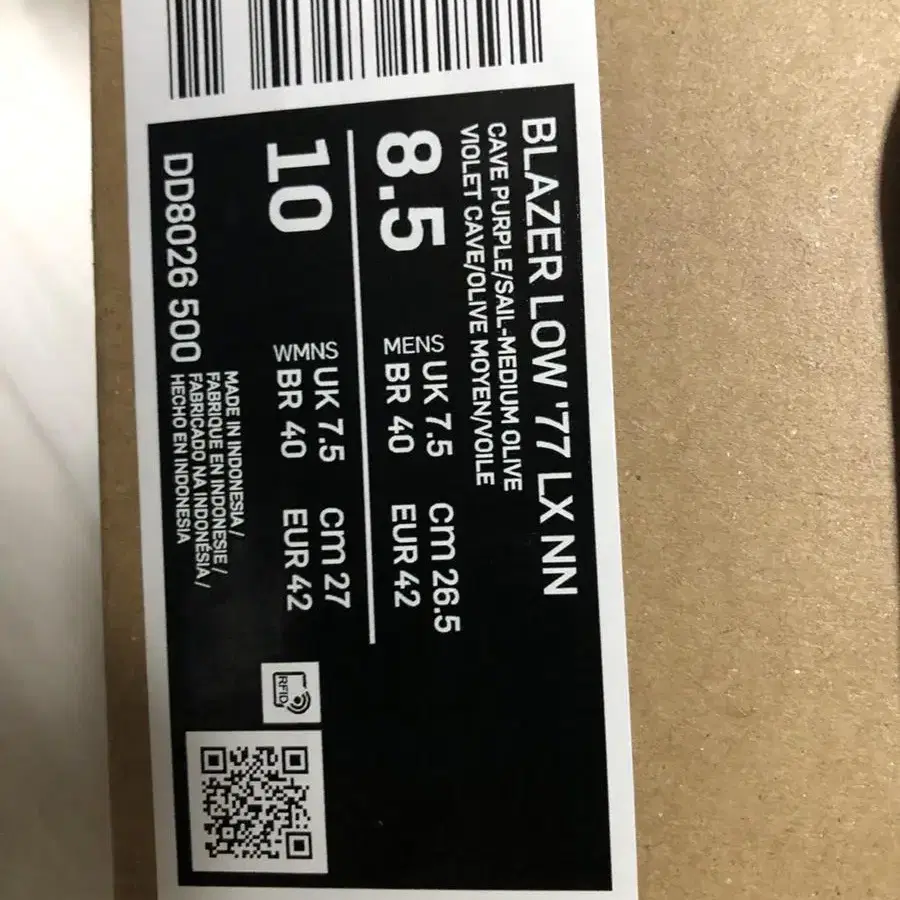 BLAZER LOW '77 LX NN
CAVE PURPLE/SAIL-MEDIUM OLIVE
VIOLET CAVE/OLIVE MOYEN/VOILE
8.5
MENS
UK 7.5 cm 26.5
BR 40 EUR 42
10
WMNS
UK 7.5 cm 27
BR 40 EUR 42
DD8026 500
MADE IN INDONESIA/
FABRIQUE EN INDONESIE/
FABRICADO NA INDONÉSIA/
HECHO EN INDONESIA
RFID